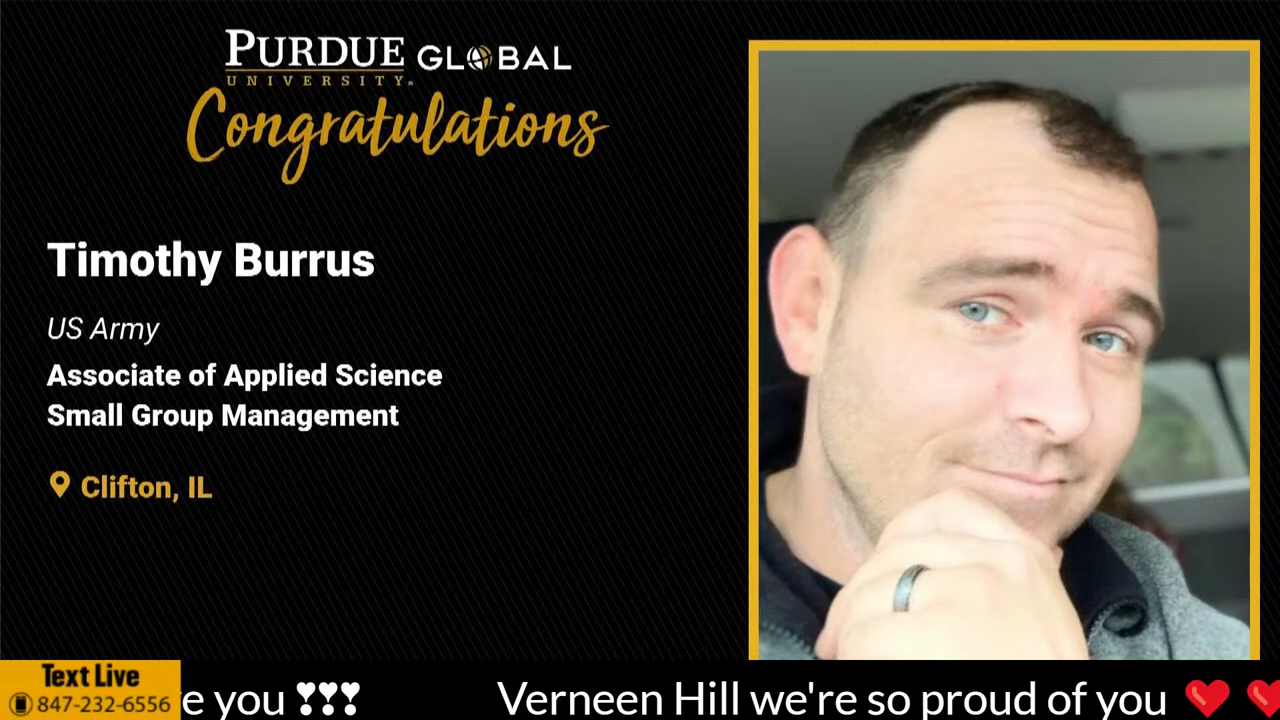 PURDUE GLOBAL
UNIVERSITY®
Congratulations
Timothy Burrus
US Army
Associate of Applied Science
Small Group Management
Clifton, IL
Text Live
847-232-6556
e you ❣❣❣ Verneen Hill we're so proud of you ❤️ ❤️